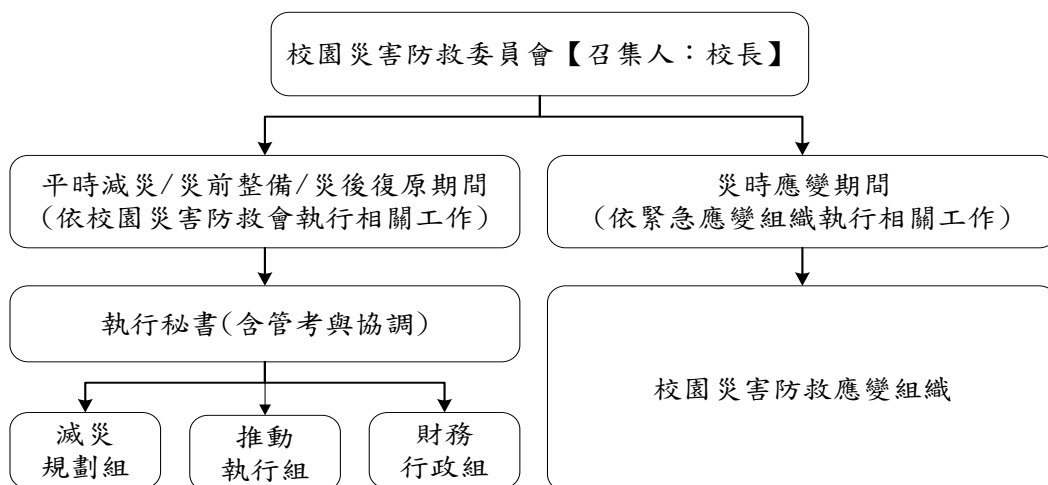 校園災害防救委員會【召集人：校長】
平時減災/災前整備/災後復原期間
(依校園災害防救會執行相關工作)
災時應變期間
(依緊急應變組織執行相關工作)
執行秘書(含管考與協調)
校園災害防救應變組織
減災
規劃組
推動
執行組
財務
行政組